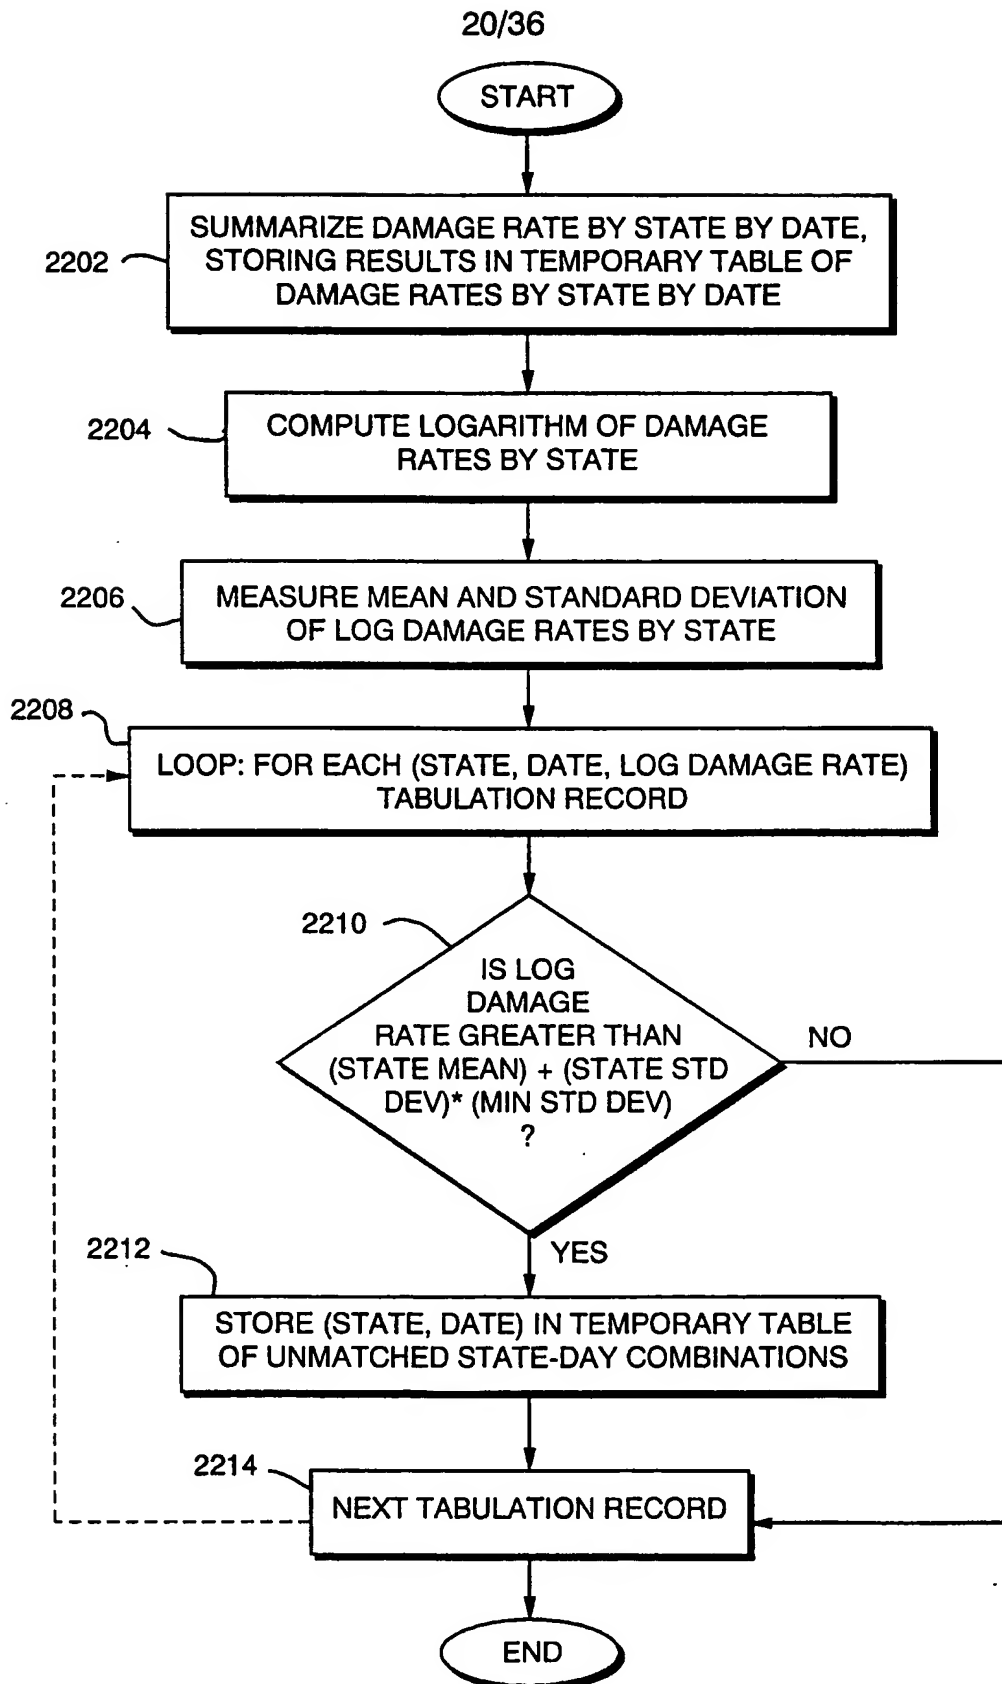 20/36
START
2202
SUMMARIZE DAMAGE RATE BY STATE BY DATE,
STORING RESULTS IN TEMPORARY TABLE OF
DAMAGE RATES BY STATE BY DATE
2204
COMPUTE LOGARITHM OF DAMAGE
RATES BY STATE
2206
MEASURE MEAN AND STANDARD DEVIATION
OF LOG DAMAGE RATES BY STATE
2208
LOOP: FOR EACH (STATE, DATE, LOG DAMAGE RATE)
TABULATION RECORD
2210
IS LOG
DAMAGE
RATE GREATER THAN
(STATE MEAN) + (STATE STD
DEV)* (MIN STD DEV)
?
NO
YES
2212
STORE (STATE, DATE) IN TEMPORARY TABLE
OF UNMATCHED STATE-DAY COMBINATIONS
2214
NEXT TABULATION RECORD
END